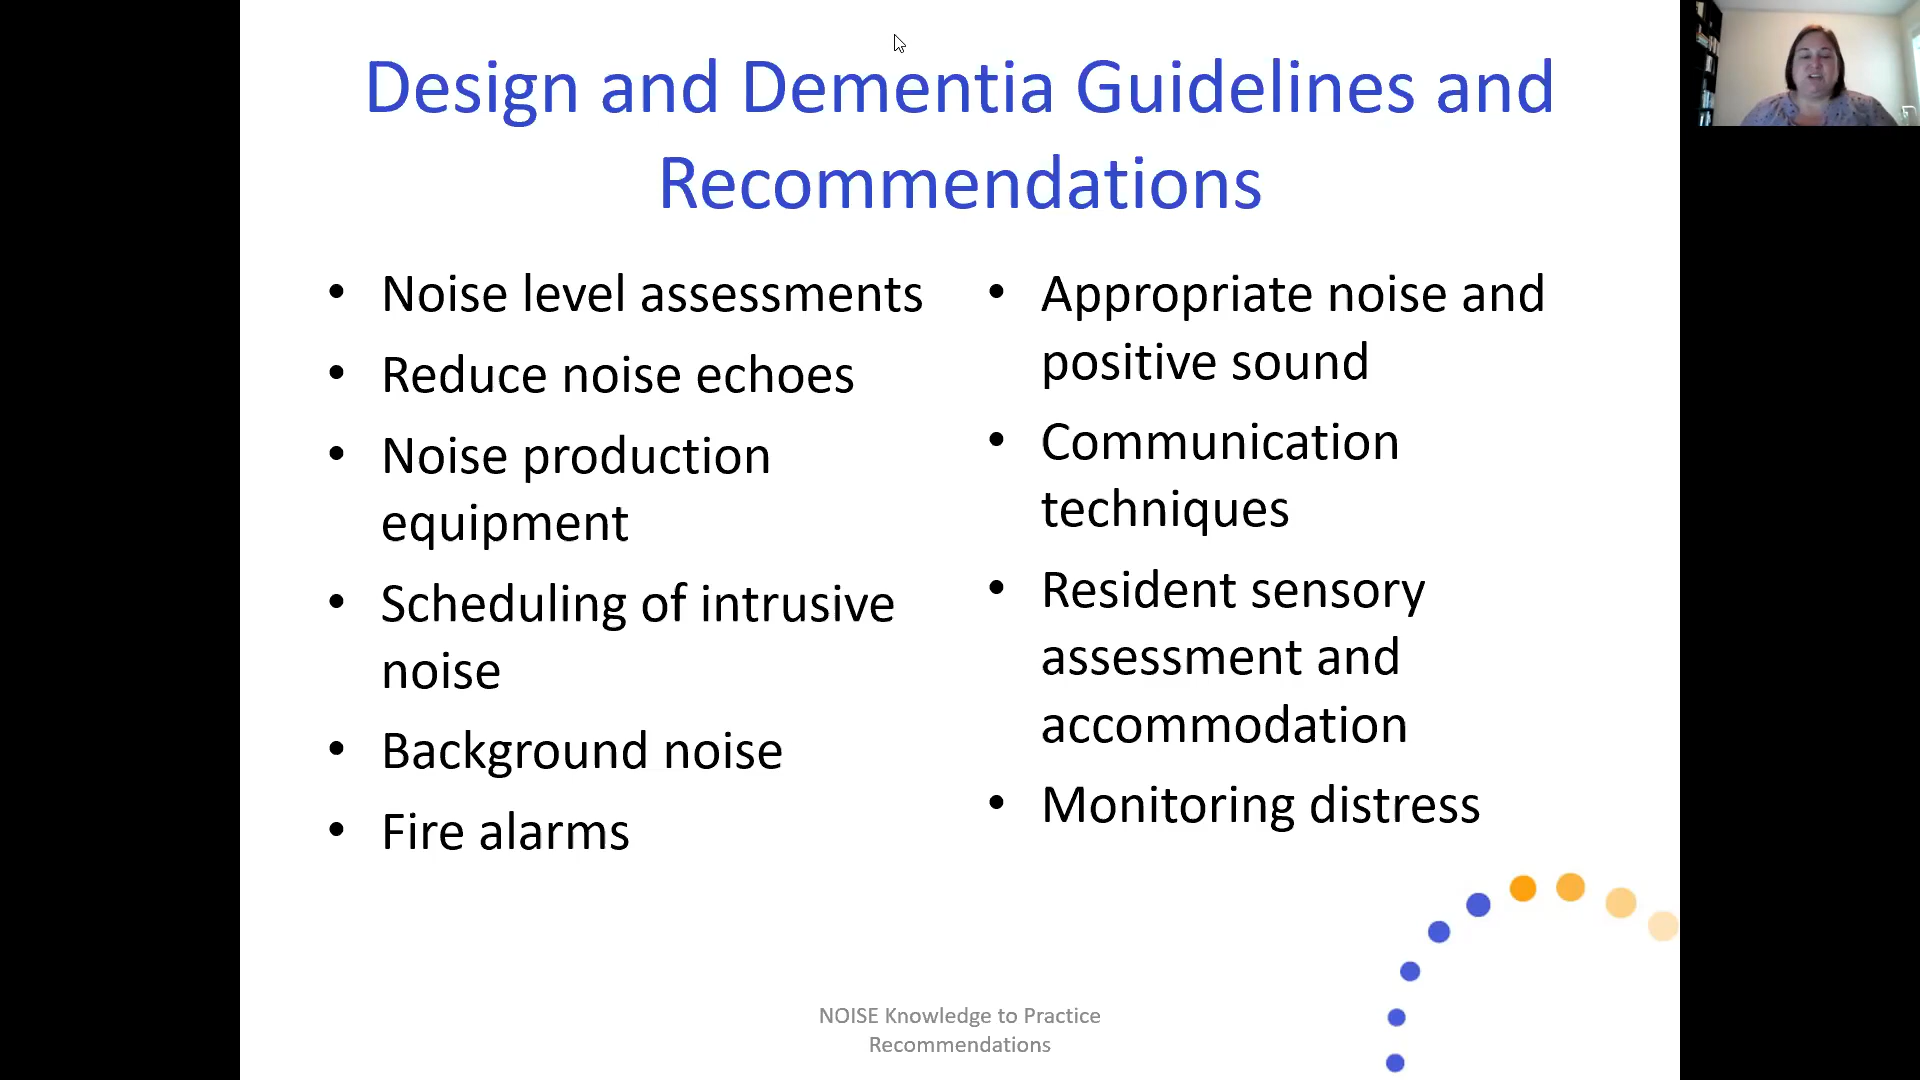 Design and Dementia Guidelines and
Recommendations
• Noise level assessments
• Reduce noise echoes
• Noise production
equipment
• Scheduling of intrusive
noise
• Background noise
• Fire alarms
• Appropriate noise and
positive sound
• Communication
techniques
• Resident sensory
assessment and
accommodation
• Monitoring distress
NOISE Knowledge to Practice
Recommendations